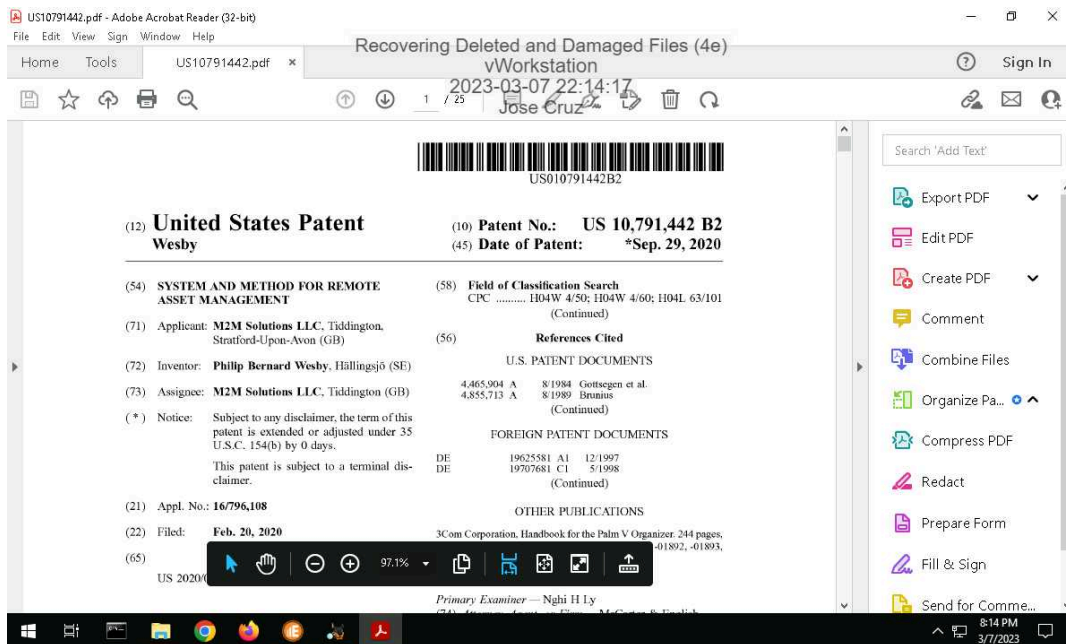 US10791442.pdf - Adobe Acrobat Reader (32-bit)
File Edit View Sign Window Help
Recovering Deleted and Damaged Files (4e)
vWorkstation
2023-03-07 22:14:17
Jose Cruz
Home Tools US10791442.pdf × Sign In
1 / 25
US010791442B2
(12) United States Patent
Wesby
(10) Patent No.: US 10,791,442 B2
(45) Date of Patent: *Sep. 29, 2020
(54) SYSTEM AND METHOD FOR REMOTE
ASSET MANAGEMENT
(71) Applicant: M2M Solutions LLC, Tiddington,
Stratford-Upon-Avon (GB)
(72) Inventor: Philip Bernard Wesby, Hällingsjö (SE)
(73) Assignee: M2M Solutions LLC, Tiddington (GB)
(*) Notice: Subject to any disclaimer, the term of this
patent is extended or adjusted under 35
U.S.C. 154(b) by 0 days.
This patent is subject to a terminal dis-
claimer.
(21) Appl. No.: 16/796,108
(22) Filed: Feb. 20, 2020
(65)
US 2020/
(58) Field of Classification Search
CPC .......... H04W 4/50; H04W 4/60; H04L 63/101
(Continued)
(56) References Cited
U.S. PATENT DOCUMENTS
4,465,904 A 8/1984 Gottsegen et al.
4,855,713 A 8/1989 Brunius
(Continued)
FOREIGN PATENT DOCUMENTS
DE 19625581 A1 12/1997
DE 19707681 C1 5/1998
(Continued)
OTHER PUBLICATIONS
3Com Corporation. Handbook for the Palm V Organizer. 244 pages,
-01892, -01893,
Primary Examiner — Nghi H Ly
97.1%
Search 'Add Text'
Export PDF
Edit PDF
Create PDF
Comment
Combine Files
Organize Pa...
Compress PDF
Redact
Prepare Form
Fill & Sign
Send for Comme...
8:14 PM
3/7/2023